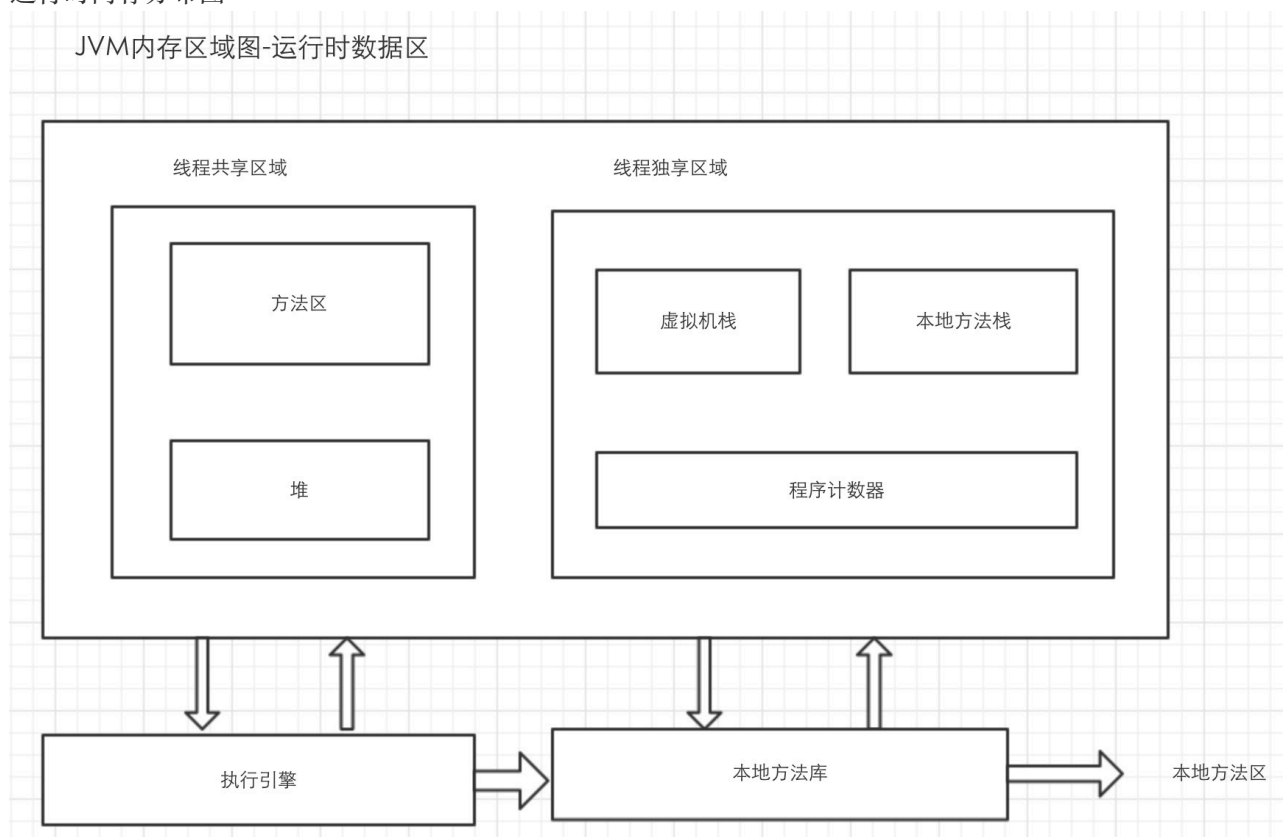 JVM内存区域图-运行时数据区
线程共享区域
线程独享区域
方法区
虚拟机栈
本地方法栈
堆
程序计数器
执行引擎
本地方法库
本地方法区